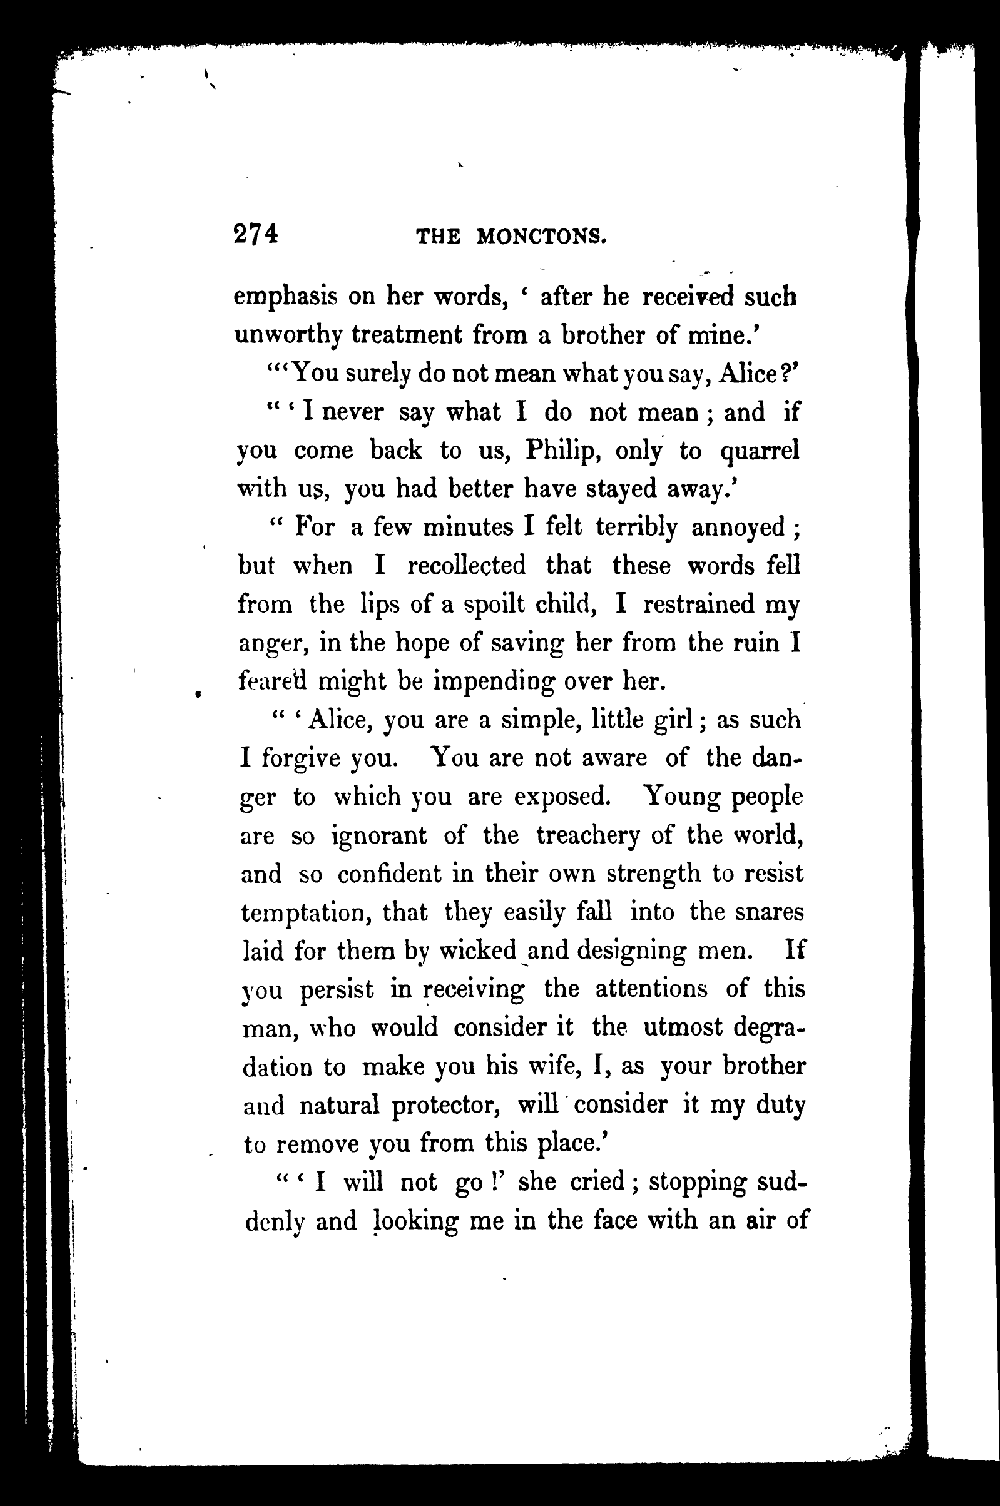 274 THE MONCTONS.
emphasis on her words, ‘ after he received such
unworthy treatment from a brother of mine.’
“‘You surely do not mean what you say, Alice?’
“ ‘ I never say what I do not mean ; and if
you come back to us, Philip, only to quarrel
with us, you had better have stayed away.’
“ For a few minutes I felt terribly annoyed ;
but when I recollected that these words fell
from the lips of a spoilt child, I restrained my
anger, in the hope of saving her from the ruin I
feared might be impending over her.
“ ‘ Alice, you are a simple, little girl ; as such
I forgive you. You are not aware of the dan-
ger to which you are exposed. Young people
are so ignorant of the treachery of the world,
and so confident in their own strength to resist
temptation, that they easily fall into the snares
laid for them by wicked and designing men. If
you persist in receiving the attentions of this
man, who would consider it the utmost degra-
dation to make you his wife, I, as your brother
and natural protector, will consider it my duty
to remove you from this place.’
“ ‘ I will not go !’ she cried ; stopping sud-
denly and looking me in the face with an air of